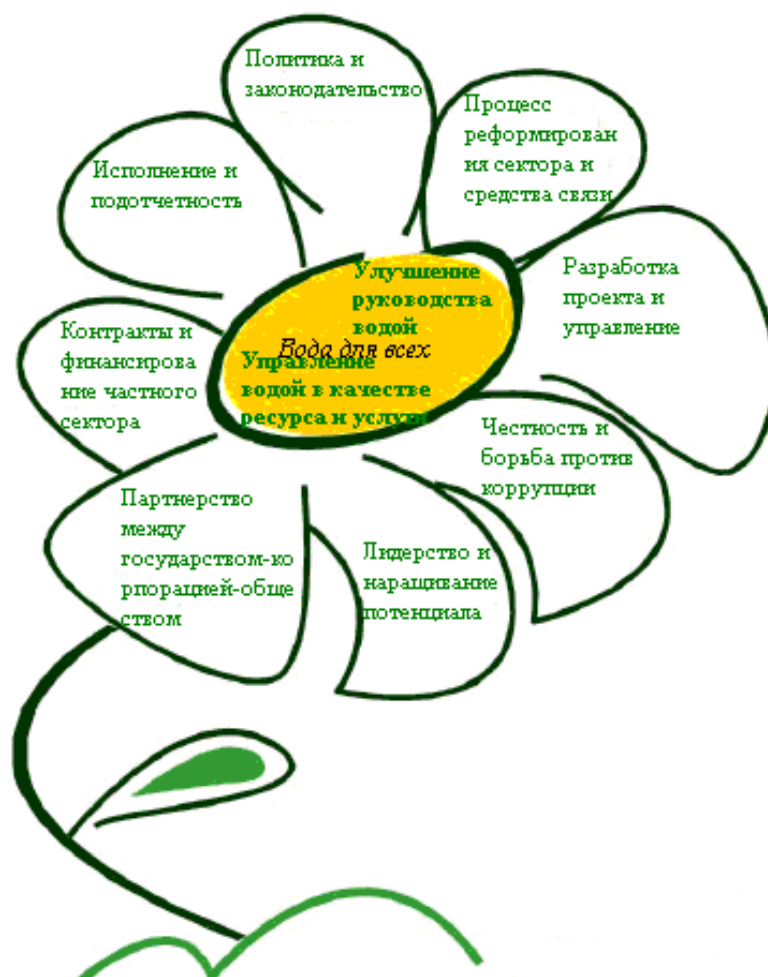 Политика и
законодательство
Процесс
реформирован
ия сектора и
средства связи
Исполнение и
подотчетность
Разработка
проекта и
управление
Улучшение
руководства
водой
Вода для всех
Управление
водой в качестве
ресурса и услуги
Контракты и
финансирова
ние частного
сектора
Честность и
борьба против
коррупции
Партнерство
между
государством-ко
рпорацией-обще
ством
Лидерство и
наращивание
потенциала